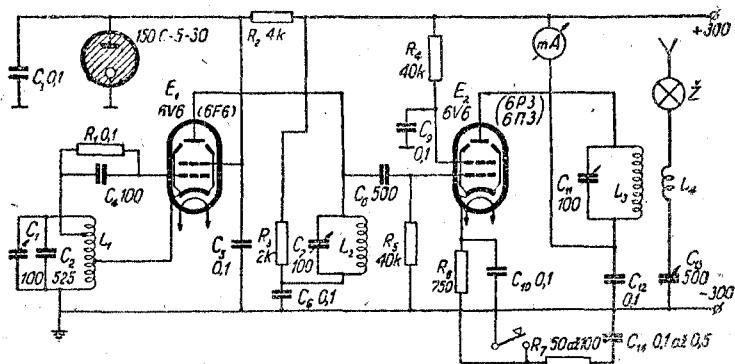 150 C-5-30
R₂ 4k
+300
C₁ 0,1
E₁
6V6 (6F6)
R₄
40k
mA
E₂
6V6
(6P3
6П3)
Ž
R₁ 0,1
C₄ 100
C₉
0,1
C₈ 500
C₁₁
100
L₃
L₄
C₁
100
C₂
525
L₁
C₃
0,1
R₃
2k
C₇
100
L₂
R₅
40k
R₆
750
C₁₀ 0,1
C₁₂
0,1
C₁₃
500
-300
C₆ 0,1
R₇ 50až100
C₁₄ 0,1 až 0,5